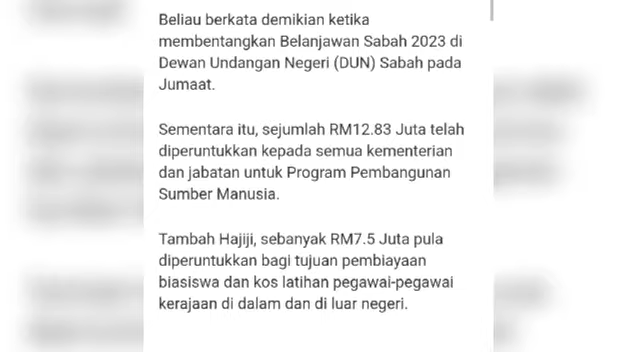 Beliau berkata demikian ketika
membentangkan Belanjawan Sabah 2023 di
Dewan Undangan Negeri (DUN) Sabah pada
Jumaat.
Sementara itu, sejumlah RM12.83 Juta telah
diperuntukkan kepada semua kementerian
dan jabatan untuk Program Pembangunan
Sumber Manusia.
Tambah Hajiji, sebanyak RM7.5 Juta pula
diperuntukkan bagi tujuan pembiayaan
biasiswa dan kos latihan pegawai-pegawai
kerajaan di dalam dan di luar negeri.